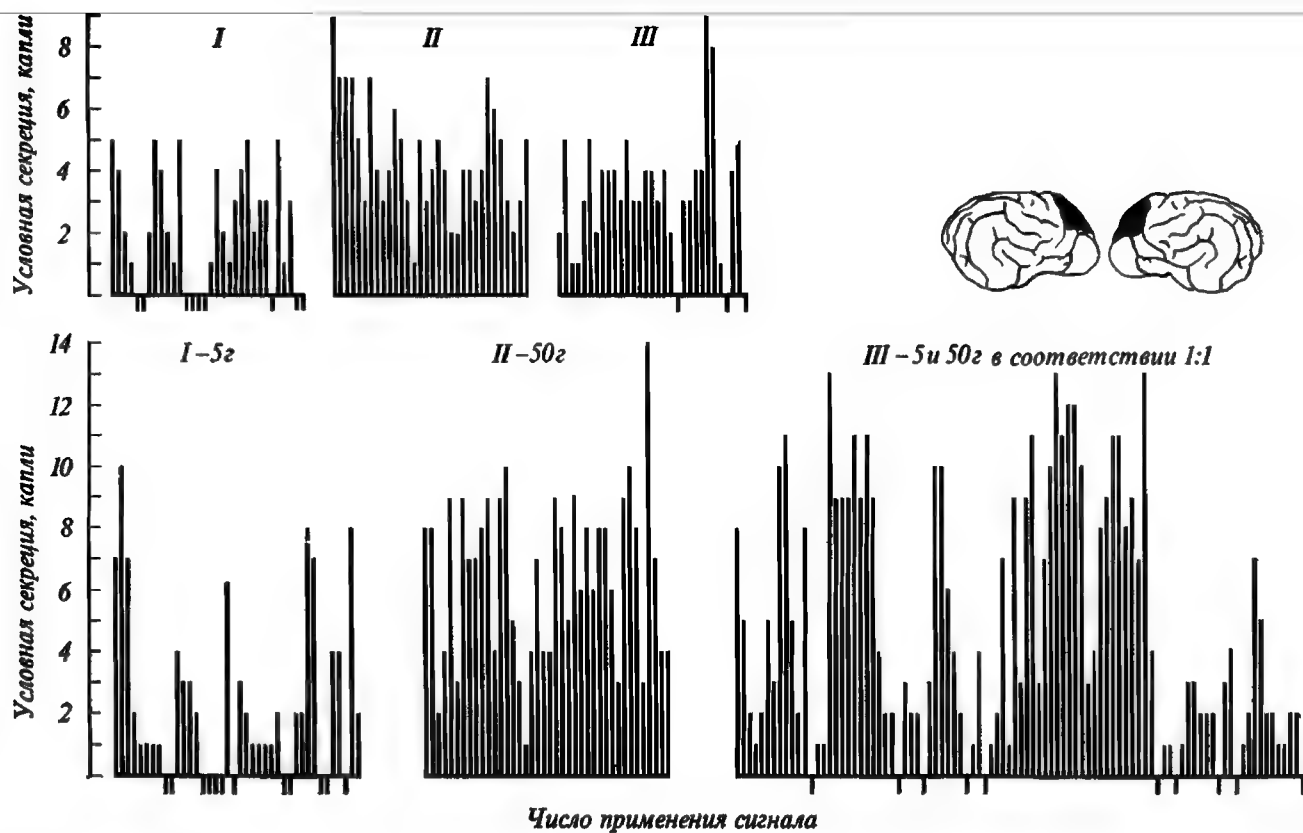 I
II
III
Условная секреция, капли
8
6
4
2
I – 5г
II – 50г
III – 5 и 50г в соответствии 1:1
Условная секреция, капли
14
12
10
8
6
4
2
Число применения сигнала